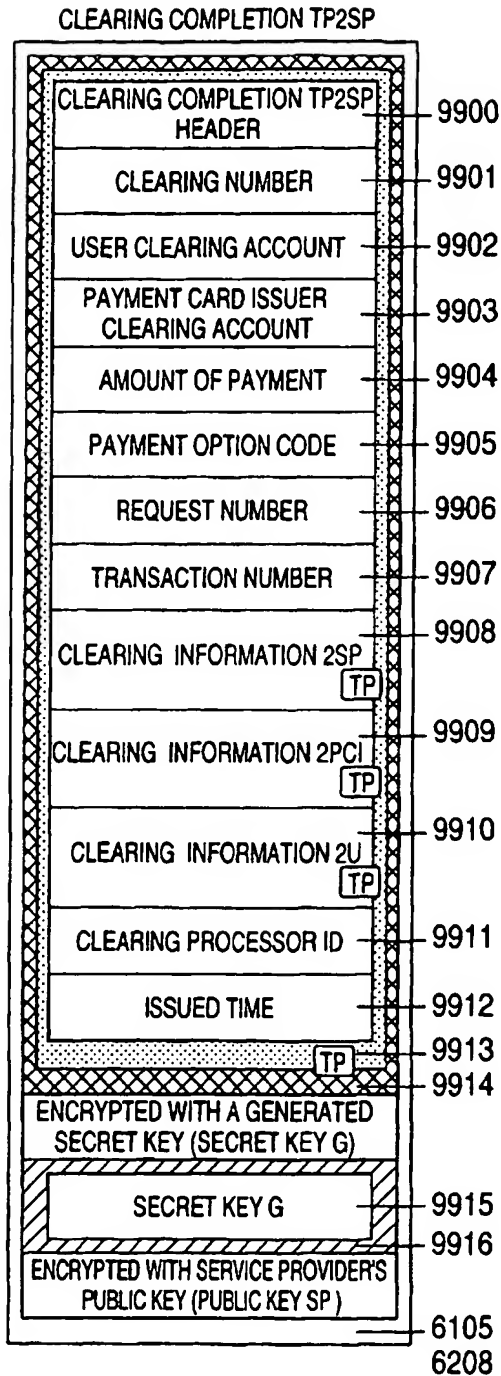 CLEARING COMPLETION TP2SP
CLEARING COMPLETION TP2SP
HEADER
9900
CLEARING NUMBER
9901
USER CLEARING ACCOUNT
9902
PAYMENT CARD ISSUER
CLEARING ACCOUNT
9903
AMOUNT OF PAYMENT
9904
PAYMENT OPTION CODE
9905
REQUEST NUMBER
9906
TRANSACTION NUMBER
9907
9908
CLEARING INFORMATION 2SP
TP
9909
CLEARING INFORMATION 2PCI
TP
9910
CLEARING INFORMATION 2U
TP
CLEARING PROCESSOR ID
9911
ISSUED TIME
9912
TP
9913
9914
ENCRYPTED WITH A GENERATED
SECRET KEY (SECRET KEY G)
SECRET KEY G
9915
9916
ENCRYPTED WITH SERVICE PROVIDER'S
PUBLIC KEY (PUBLIC KEY SP )
6105
6208